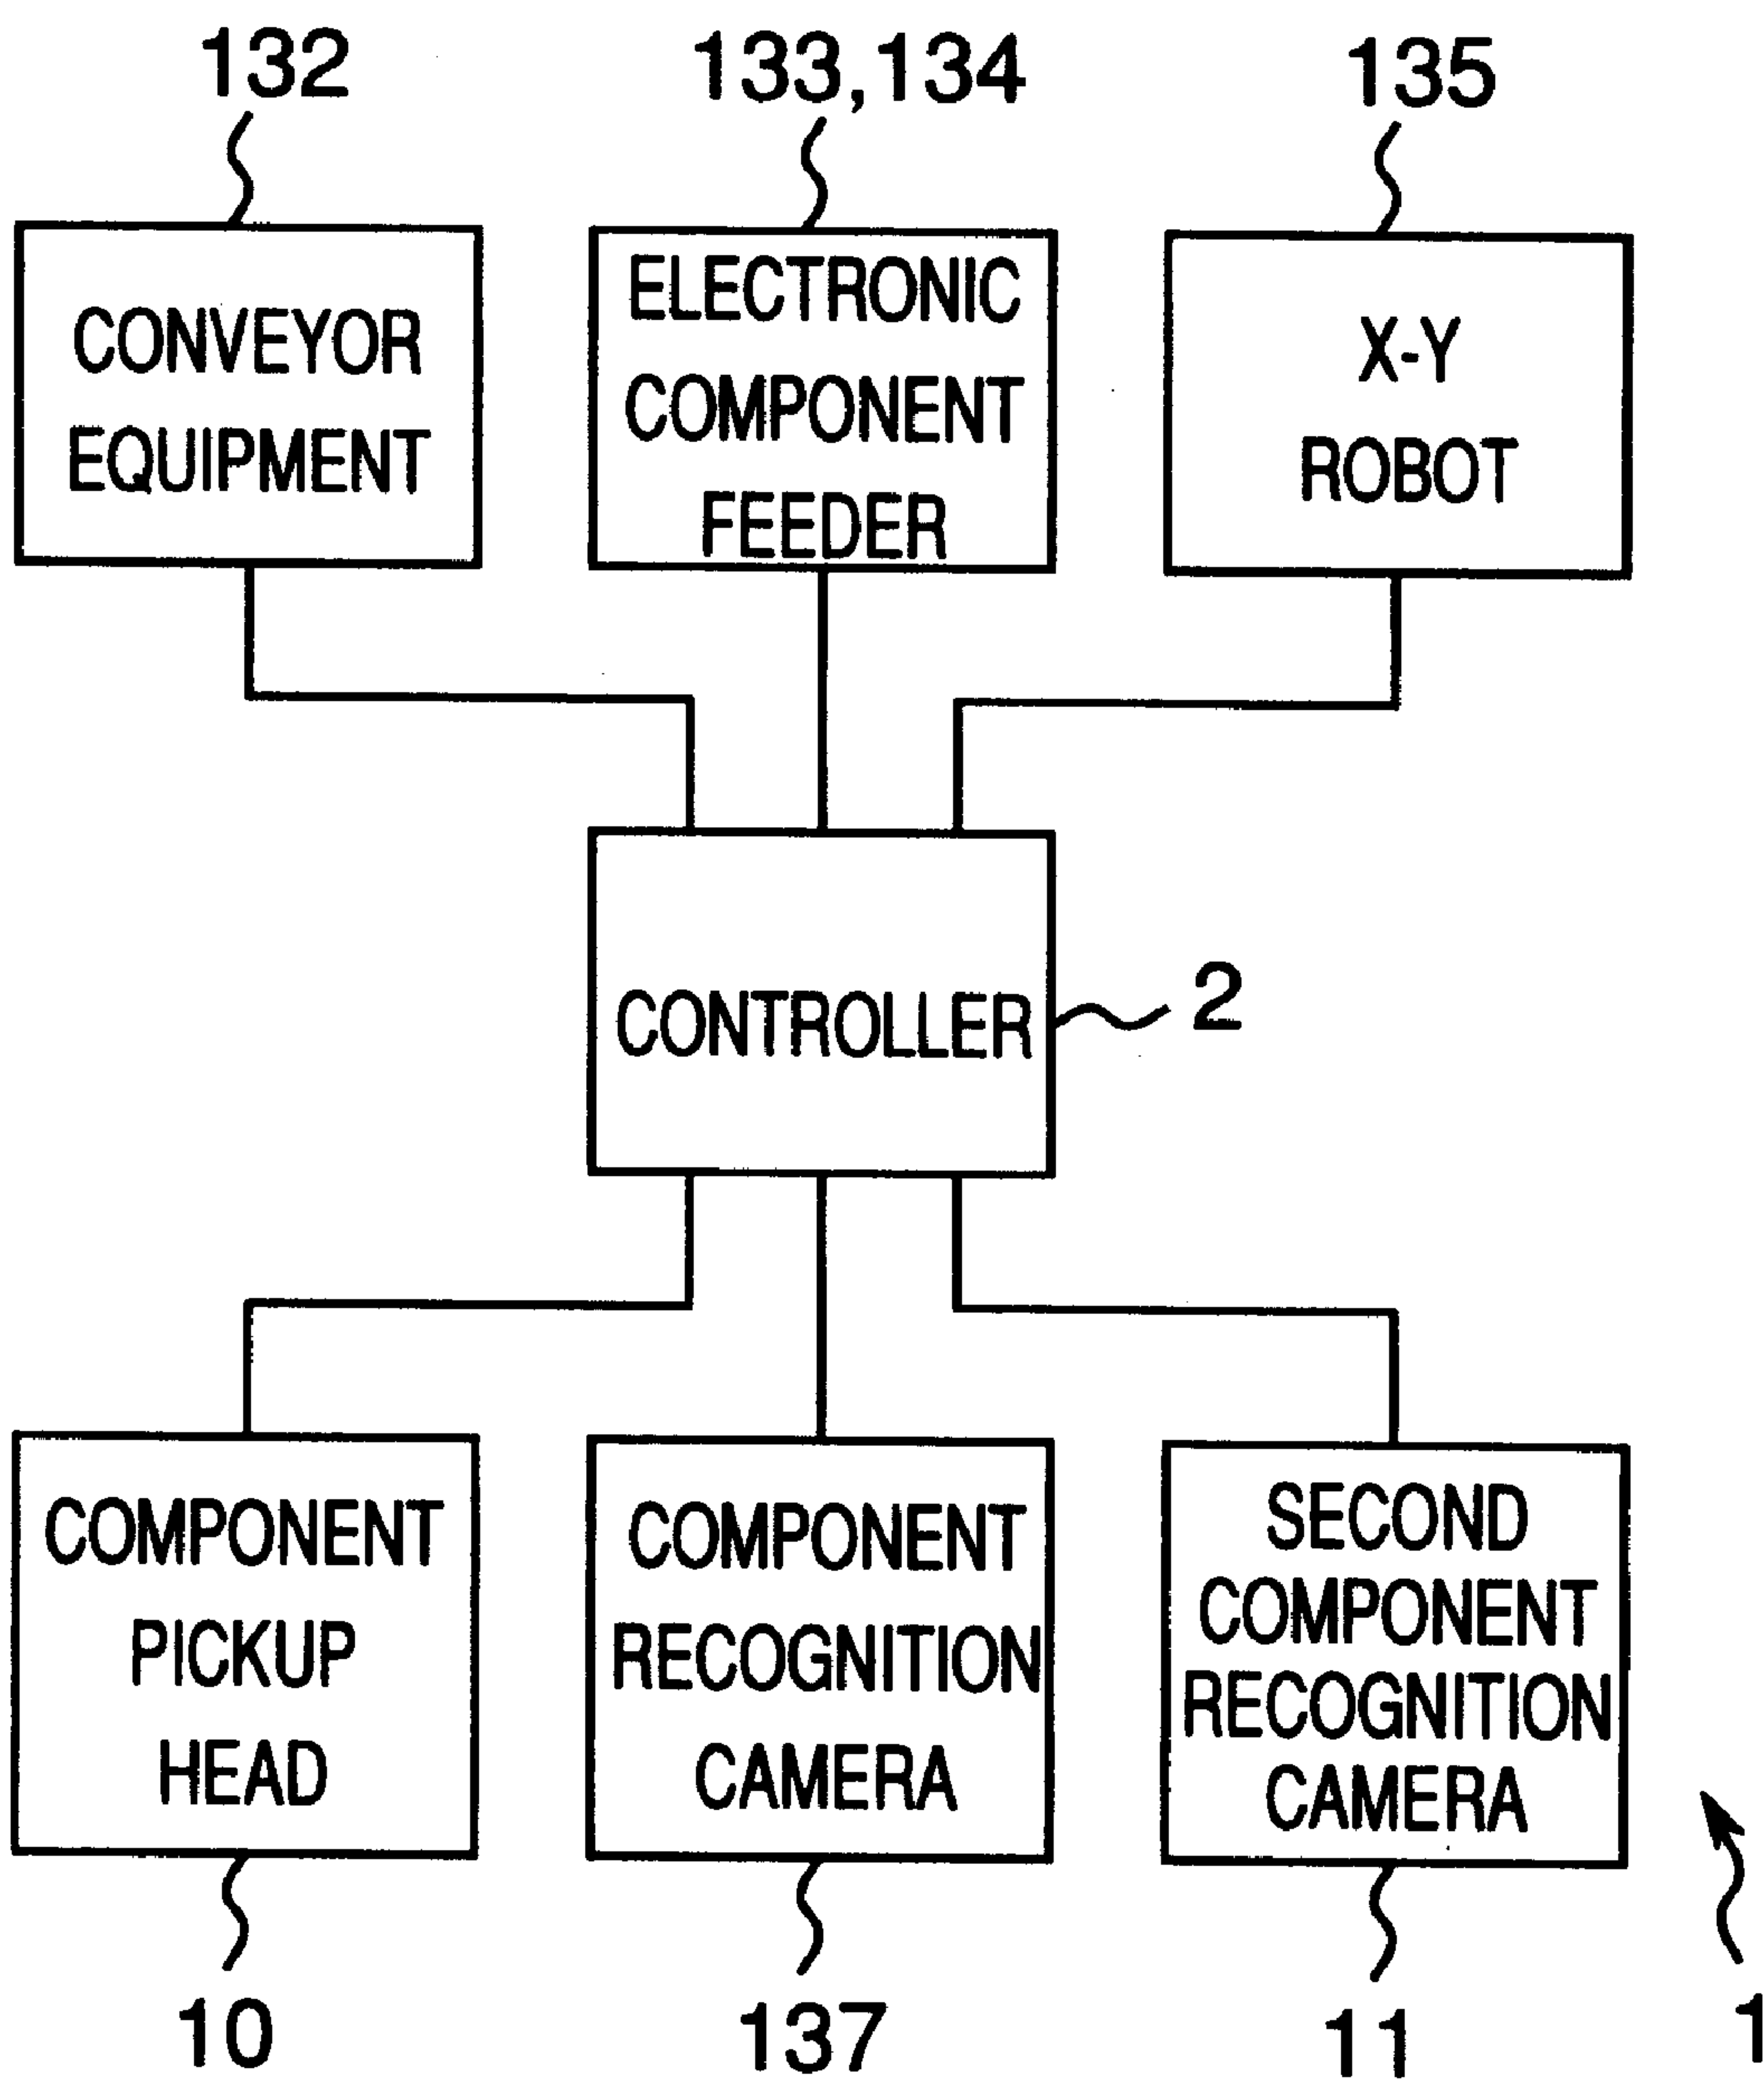 132
133,134
135
CONVEYOR
EQUIPMENT
ELECTRONIC
COMPONENT
FEEDER
X-Y
ROBOT
CONTROLLER
2
COMPONENT
PICKUP
HEAD
COMPONENT
RECOGNITION
CAMERA
SECOND
COMPONENT
RECOGNITION
CAMERA
10
137
11
1